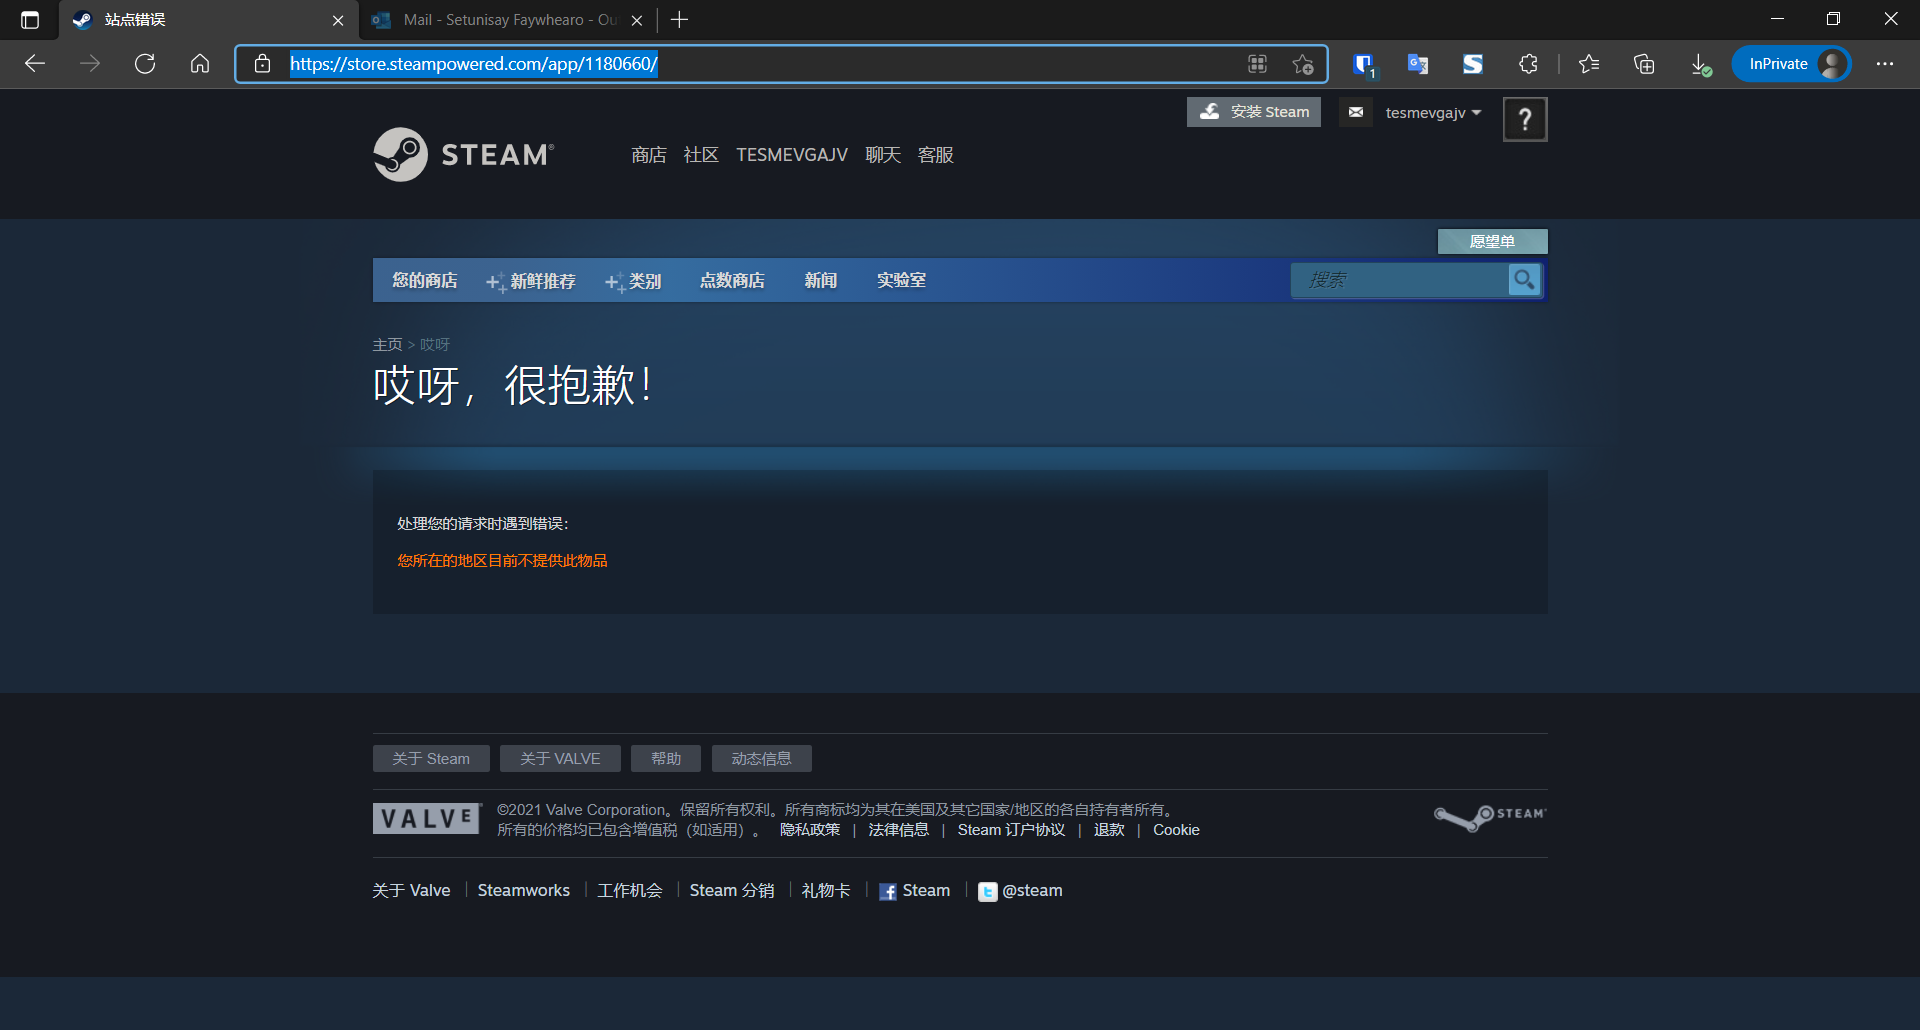 站点错误
Mail - Setunisay Faywhearo - Ou
https://store.steampowered.com/app/1180660/
1
InPrivate
安装 Steam
tesmevgajv
?
STEAM®
商店 社区 TESMEVGAJV 聊天 客服
愿望单
您的商店 新鲜推荐 类别 点数商店 新闻 实验室
搜索
主页 > 哎呀
哎呀，很抱歉！
处理您的请求时遇到错误：
您所在的地区目前不提供此物品
关于 Steam 关于 VALVE 帮助 动态信息
VALVE
©2021 Valve Corporation。保留所有权利。所有商标均为其在美国及其它国家/地区的各自持有者所有。
所有的价格均已包含增值税（如适用）。 隐私政策 | 法律信息 | Steam 订户协议 | 退款 | Cookie
STEAM
关于 Valve | Steamworks | 工作机会 | Steam 分销 | 礼物卡 | Steam | @steam